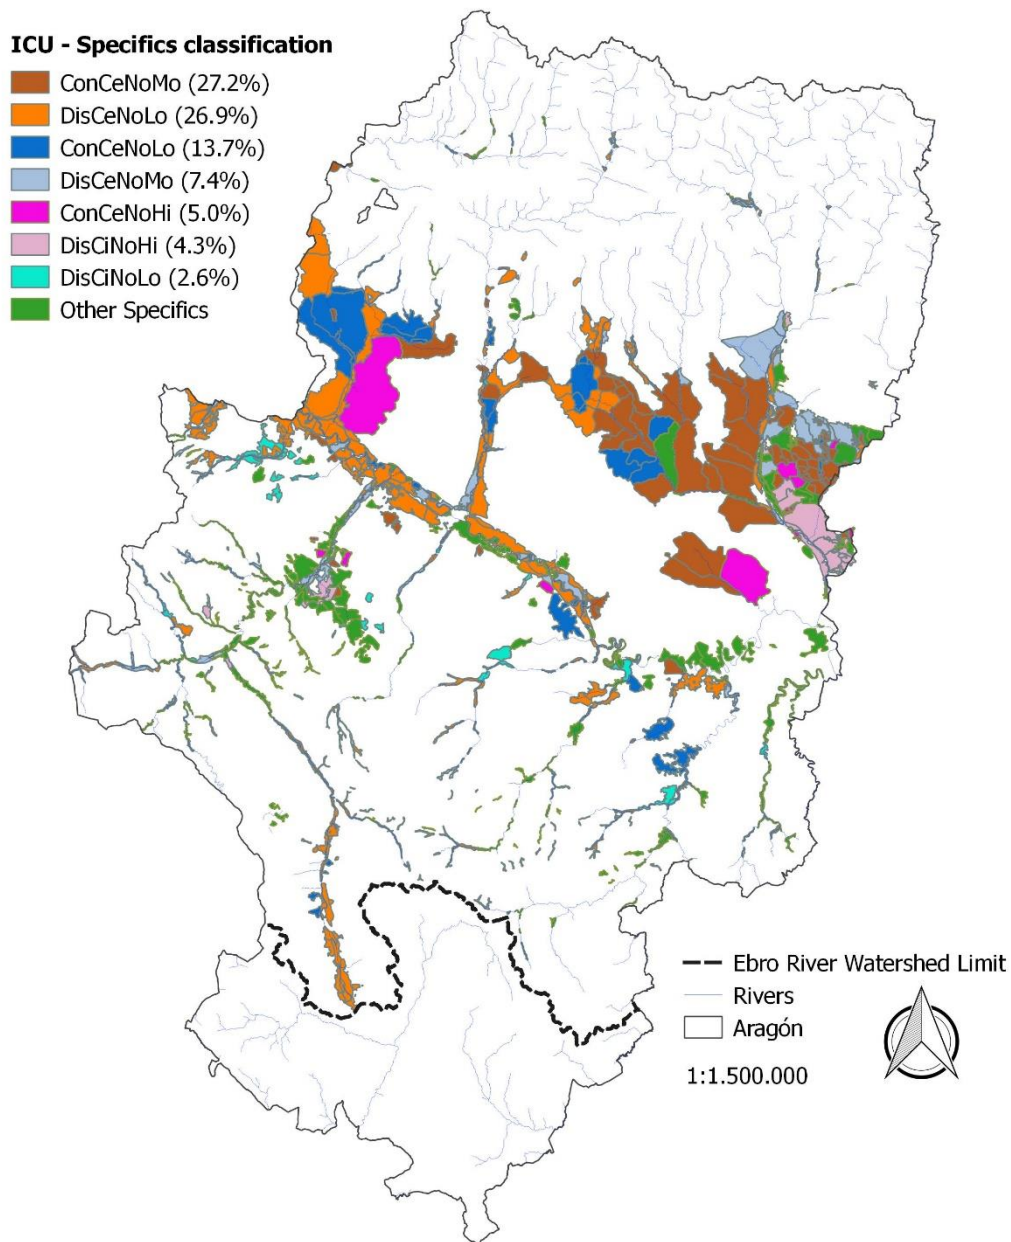 ICU - Specifics classification
ConCeNoMo (27.2%)
DisCeNoLo (26.9%)
ConCeNoLo (13.7%)
DisCeNoMo (7.4%)
ConCeNoHi (5.0%)
DisCiNoHi (4.3%)
DisCiNoLo (2.6%)
Other Specifics
Ebro River Watershed Limit
Rivers
Aragón
1:1.500.000